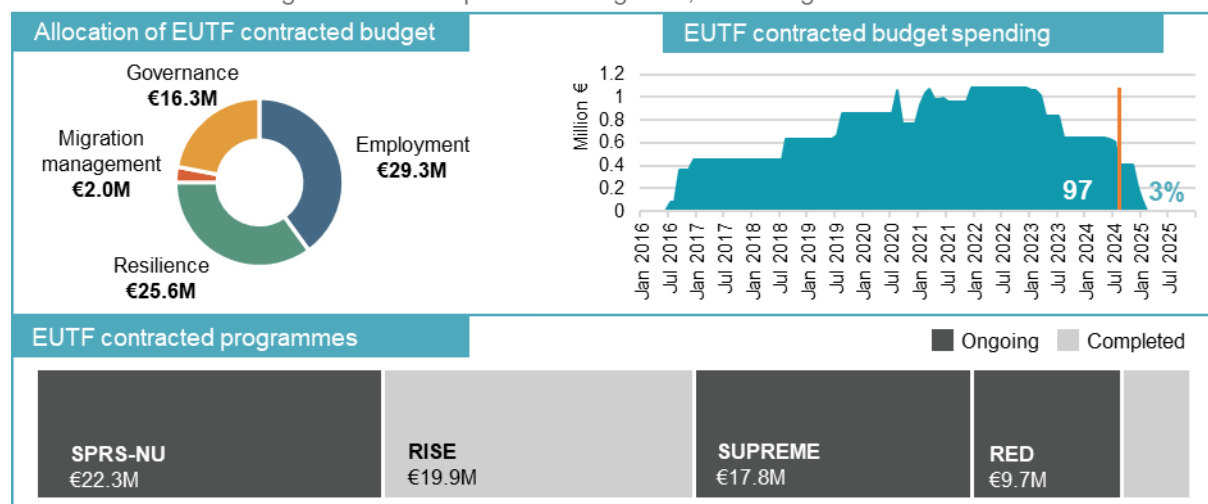 Allocation of EUTF contracted budget
Governance
€16.3M
Migration
management
€2.0M
Employment
€29.3M
Resilience
€25.6M
EUTF contracted budget spending
Million €
1.2
1
0.8
0.6
0.4
0.2
0
97
3%
Jan 2016
Jul 2016
Jan 2017
Jul 2017
Jan 2018
Jul 2018
Jan 2019
Jul 2019
Jan 2020
Jul 2020
Jan 2021
Jul 2021
Jan 2022
Jul 2022
Jan 2023
Jul 2023
Jan 2024
Jul 2024
Jan 2025
Jul 2025
EUTF contracted programmes
Ongoing
Completed
SPRS-NU
€22.3M
RISE
€19.9M
SUPREME
€17.8M
RED
€9.7M